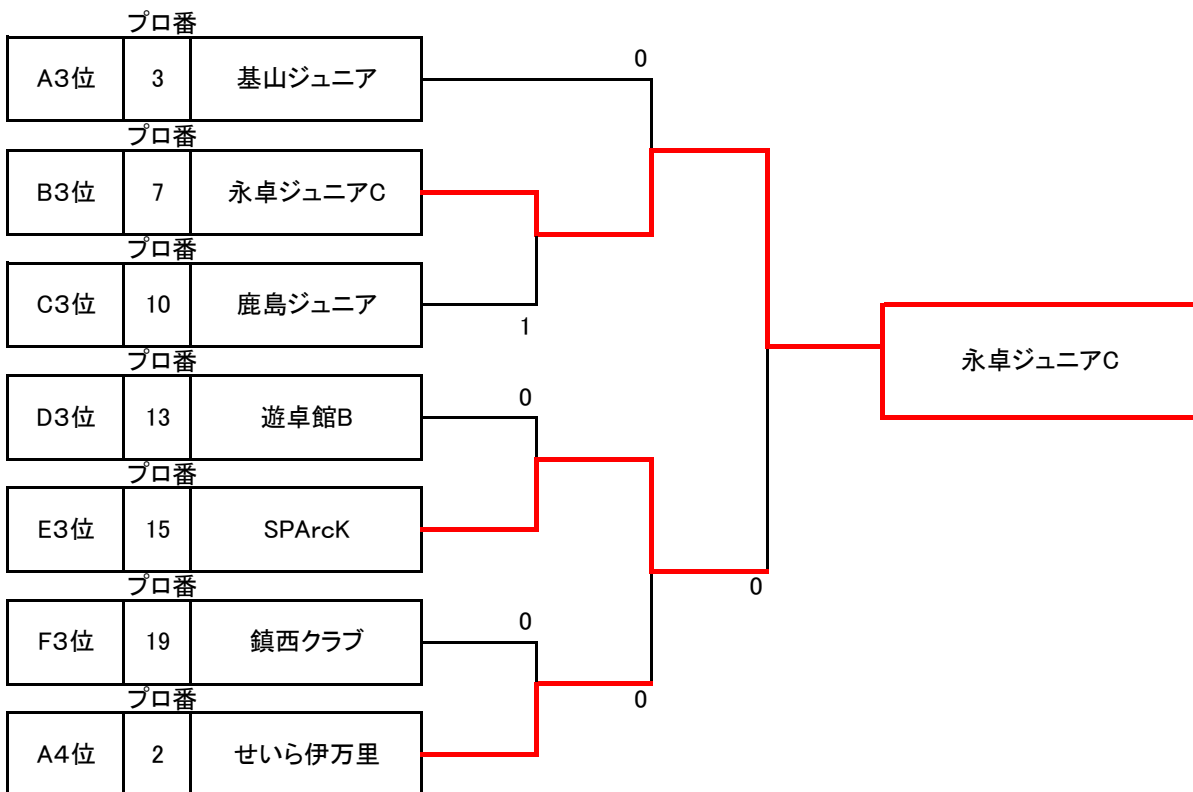 プロ番
A3位 3 基山ジュニア
0
プロ番
B3位 7 永卓ジュニアC
プロ番
C3位 10 鹿島ジュニア
1
永卓ジュニアC
プロ番
D3位 13 遊卓館B
0
プロ番
E3位 15 SPArcK
0
プロ番
F3位 19 鎮西クラブ
0
0
プロ番
A4位 2 せいら伊万里